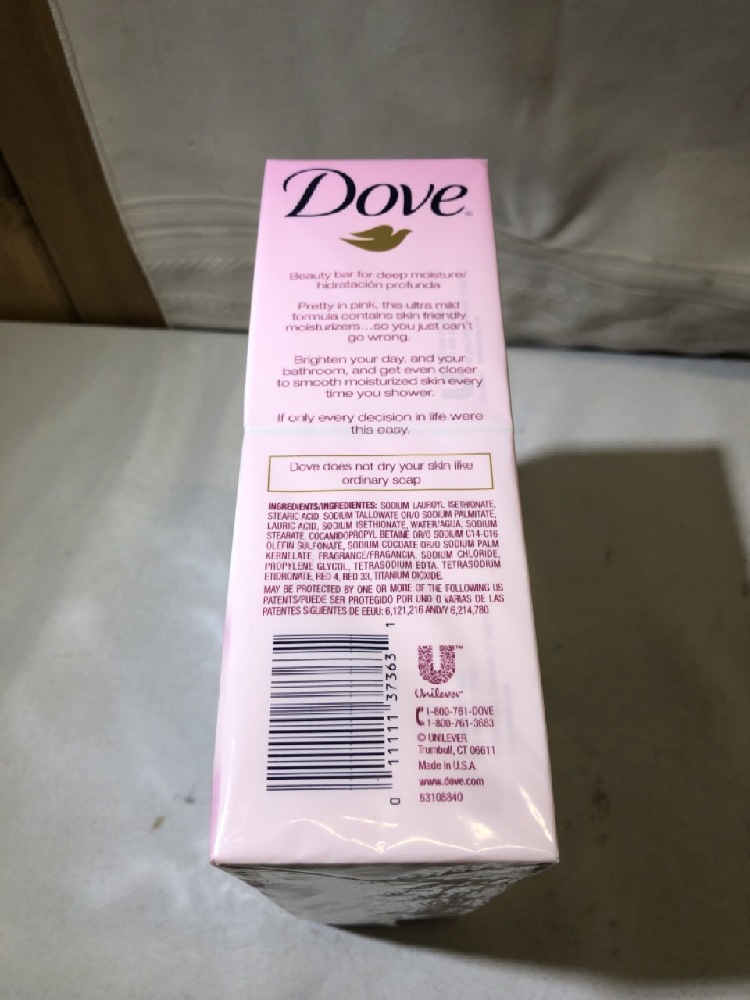 Dove
Beauty bar for deep moisture/
hidratación profunda
Pretty in pink, this ultra mild
formula contains skin friendly
moisturizers...so you just can't
go wrong.
Brighten your day, and your
bathroom, and get even closer
to smooth moisturized skin every
time you shower.
If only every decision in life were
this easy.
Dove does not dry your skin like
ordinary soap
INGREDIENTS/INGREDIENTES: SODIUM LAUROYL ISETHIONATE,
STEARIC ACID, SODIUM TALLOWATE OR/O SODIUM PALMITATE,
LAURIC ACID, SODIUM ISETHIONATE, WATER/AGUA, SODIUM
STEARATE, COCAMIDOPROPYL BETAINE OR/O SODIUM C14-C16
OLEFIN SULFONATE, SODIUM COCOATE OR/O SODIUM PALM
KERNELATE, FRAGRANCE/FRAGANCIA, SODIUM CHLORIDE,
PROPYLENE GLYCOL, TETRASODIUM EDTA, TETRASODIUM
ETIDRONATE, RED 4, RED 33, TITANIUM DIOXIDE.
MAY BE PROTECTED BY ONE OR MORE OF THE FOLLOWING US
PATENTS/PUEDE SER PROTEGIDO POR UNO O VARIAS DE LAS
PATENTES SIGUIENTES DE EEUU: 6,121,216 AND/Y 6,214,780
0 11111 37363 1
U™
Unilever
1-800-761-DOVE
1-800-761-3683
© UNILEVER
Trumbull, CT 06611
Made in U.S.A.
www.dove.com
83108840